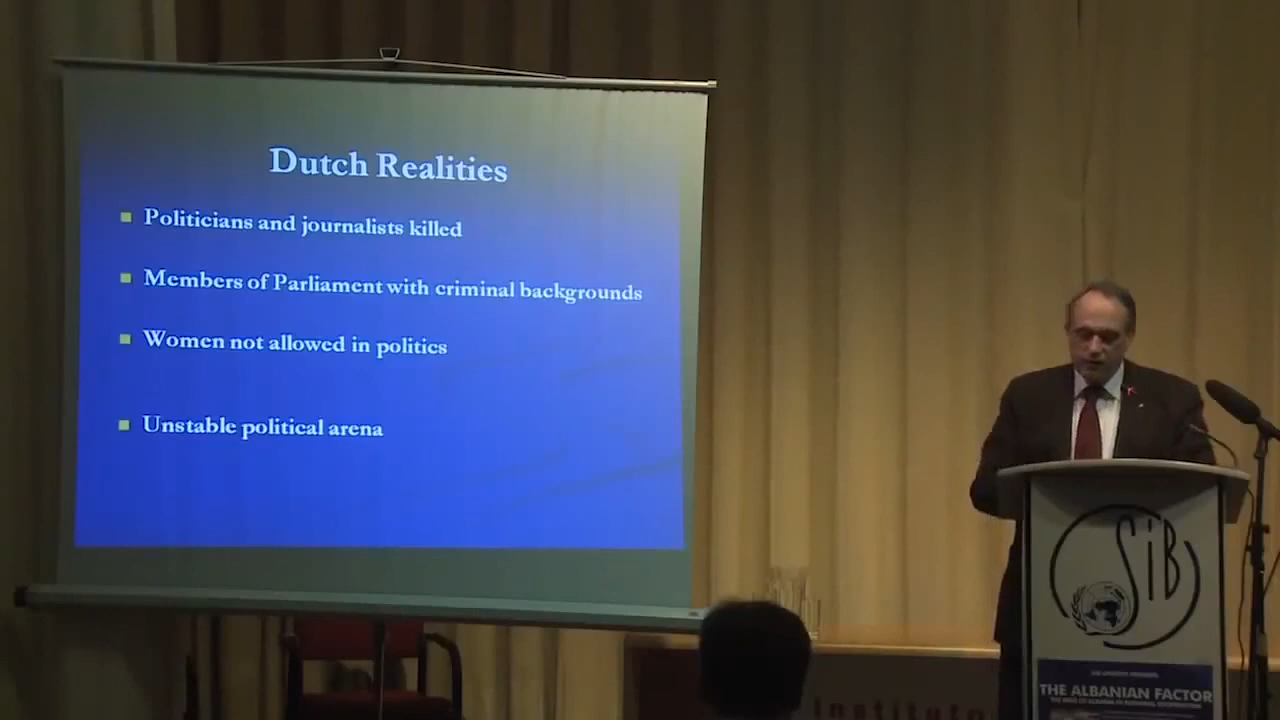 Dutch Realities
Politicians and journalists killed
Members of Parliament with criminal backgrounds
Women not allowed in politics
Unstable political arena
SiB
THE ALBANIAN FACTOR
Institute